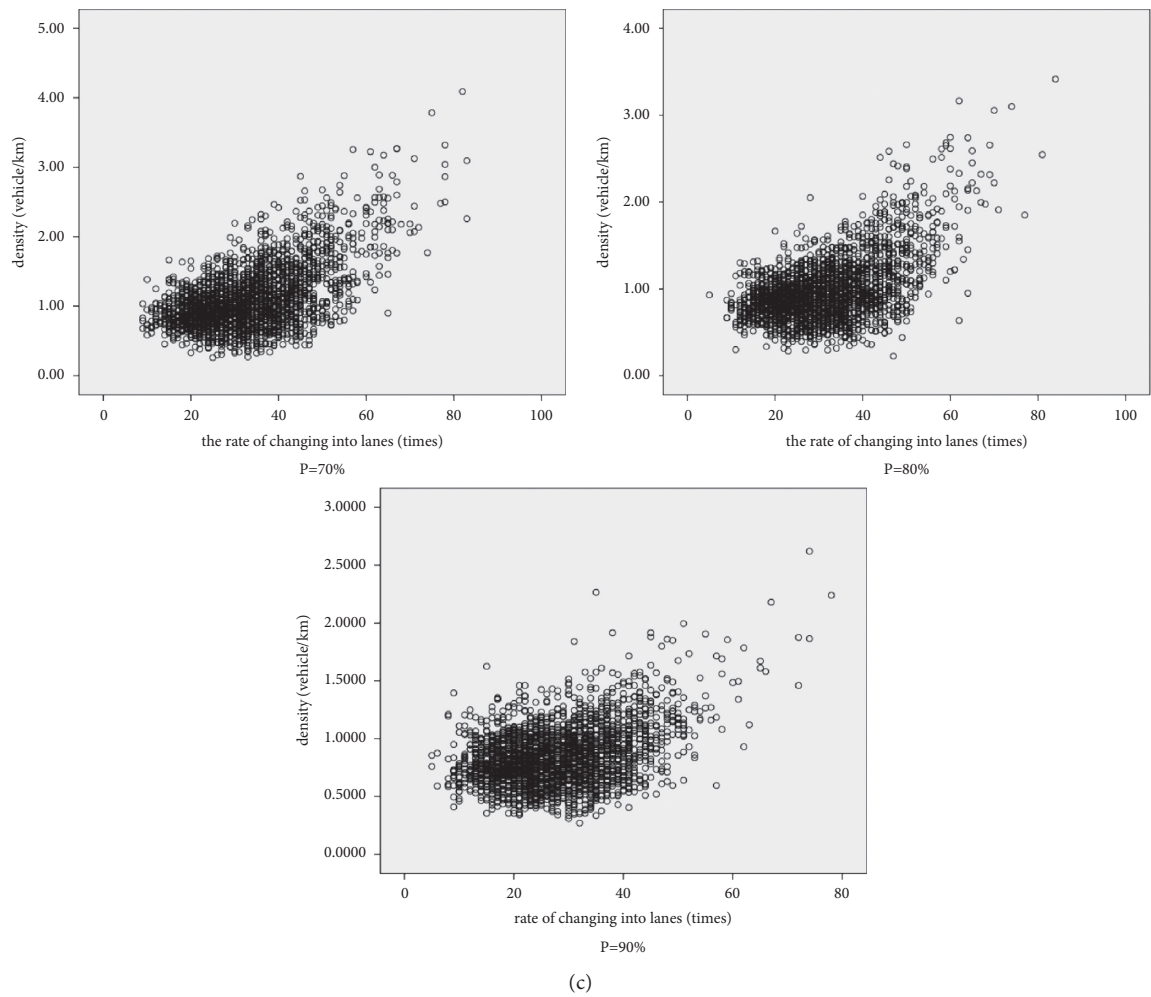 5.00
4.00
3.00
2.00
1.00
0.00
density (vehicle/km)
0 20 40 60 80 100
the rate of changing into lanes (times)
P=70%
4.00
3.00
2.00
1.00
0.00
density (vehicle/km)
0 20 40 60 80 100
the rate of changing into lanes (times)
P=80%
3.0000
2.5000
2.0000
1.5000
1.0000
0.5000
0.0000
density (vehicle/km)
0 20 40 60 80
rate of changing into lanes (times)
P=90%
(c)